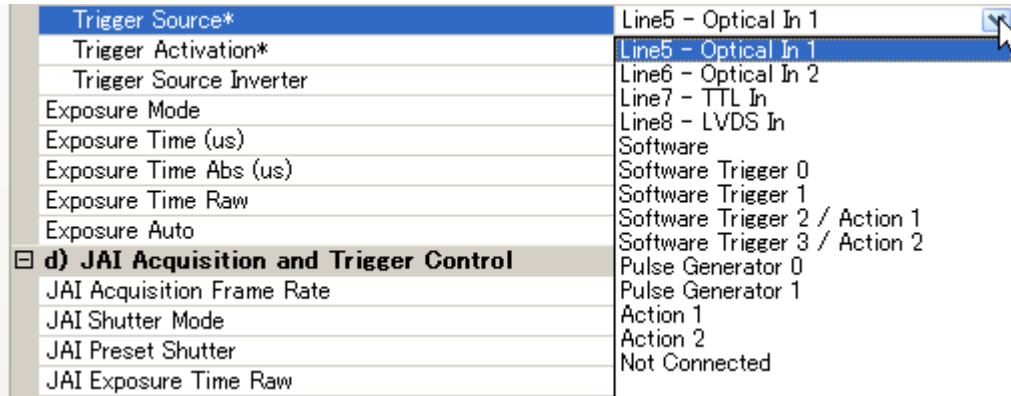 Trigger Source*
Line5 - Optical In 1
Trigger Activation*
Trigger Source Inverter
Exposure Mode
Exposure Time (us)
Exposure Time Abs (us)
Exposure Time Raw
Exposure Auto
d) JAI Acquisition and Trigger Control
JAI Acquisition Frame Rate
JAI Shutter Mode
JAI Preset Shutter
JAI Exposure Time Raw
Line5 - Optical In 1
Line6 - Optical In 2
Line7 - TTL In
Line8 - LVDS In
Software
Software Trigger 0
Software Trigger 1
Software Trigger 2 / Action 1
Software Trigger 3 / Action 2
Pulse Generator 0
Pulse Generator 1
Action 1
Action 2
Not Connected